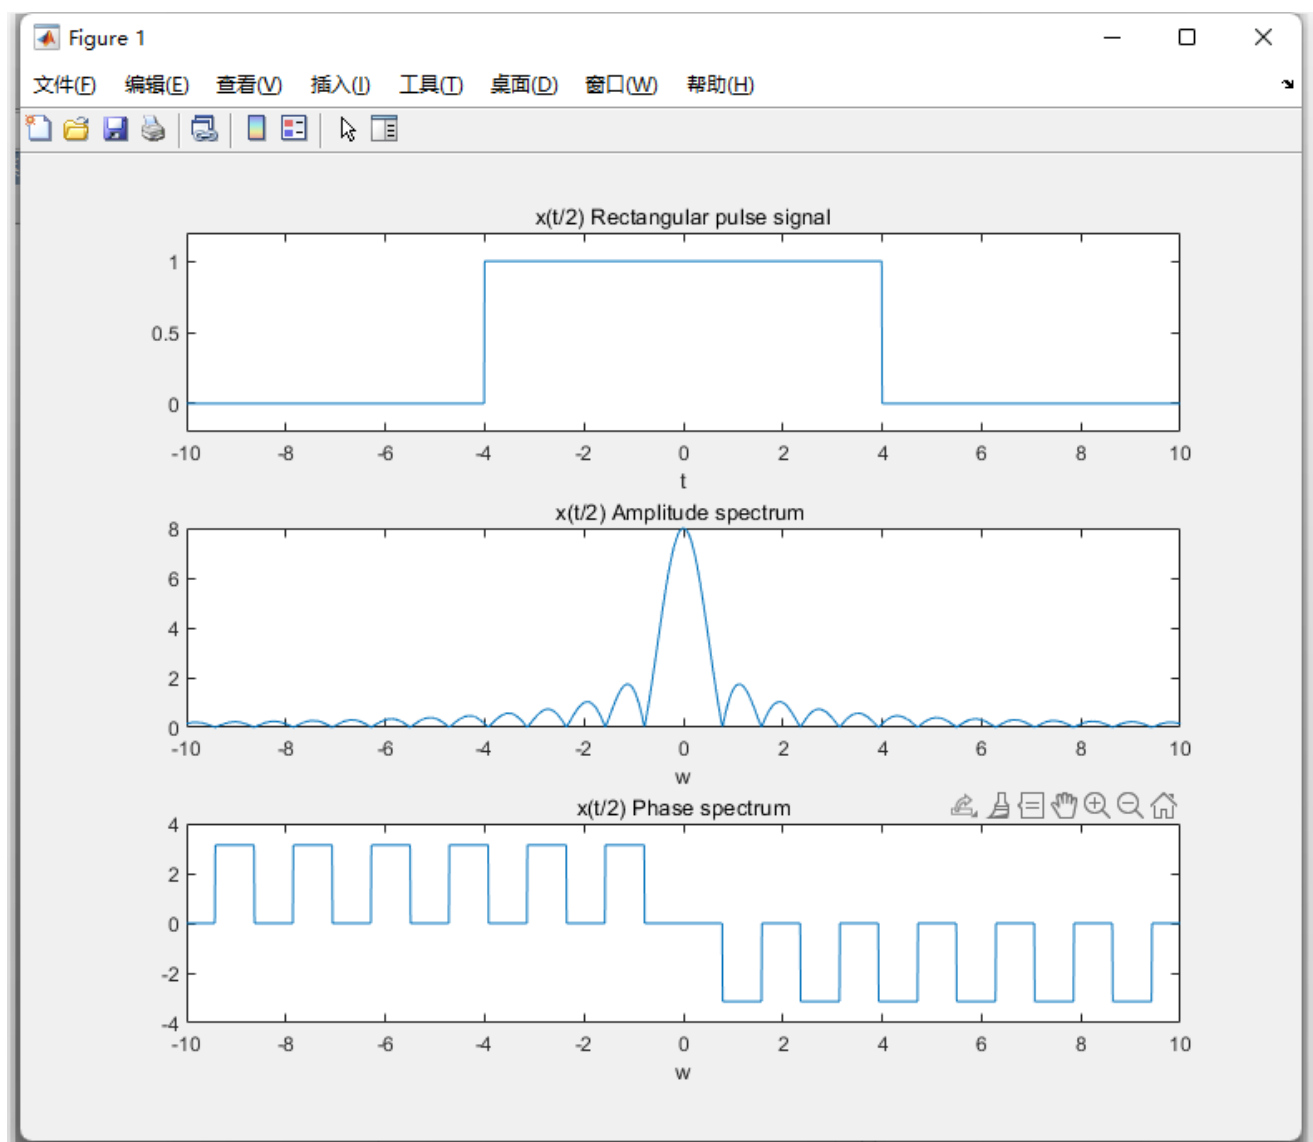 Figure 1
文件(F) 编辑(E) 查看(V) 插入(I) 工具(T) 桌面(D) 窗口(W) 帮助(H)
x(t/2) Rectangular pulse signal
1
0.5
0
-10 -8 -6 -4 -2 0 2 4 6 8 10
t
x(t/2) Amplitude spectrum
8
6
4
2
0
-10 -8 -6 -4 -2 0 2 4 6 8 10
w
x(t/2) Phase spectrum
4
2
0
-2
-4
-10 -8 -6 -4 -2 0 2 4 6 8 10
w